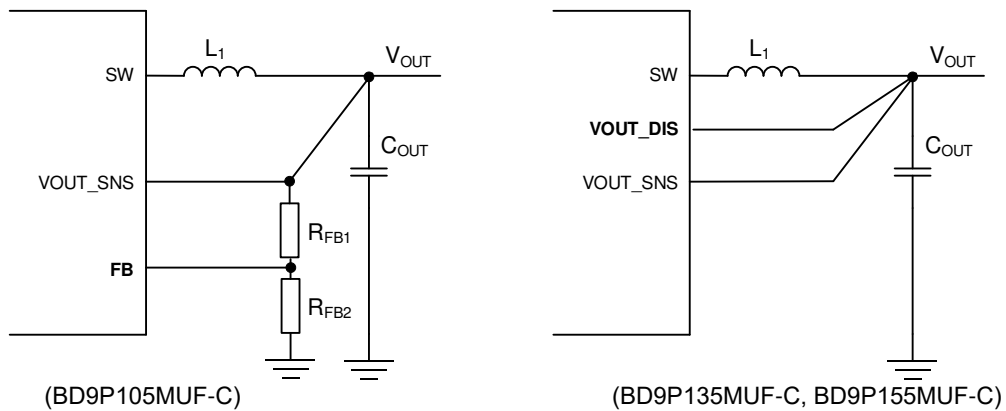 L1
VOUT
SW
COUT
VOUT_SNS
RFB1
FB
RFB2
(BD9P105MUF-C)
L1
VOUT
SW
VOUT_DIS
COUT
VOUT_SNS
(BD9P135MUF-C, BD9P155MUF-C)